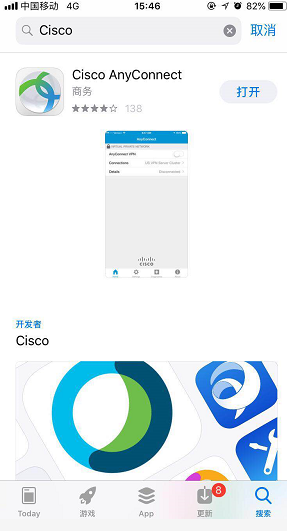 中国移动 4G 15:46 82%
Cisco 取消
Cisco AnyConnect
商务 打开
138
AnyConnect
AnyConnect VPN
Connections
Details
CISCO
开发者
Cisco
Today 游戏 App 更新 8 搜索